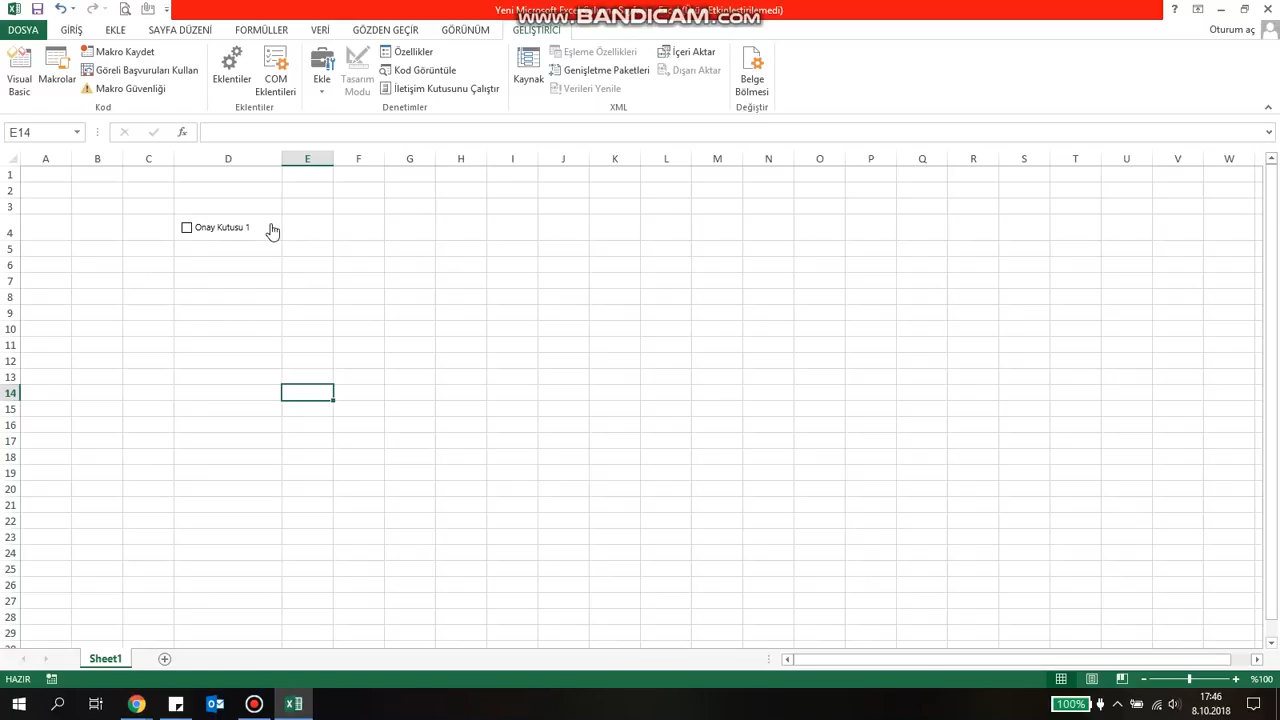 Yeni Microsoft Excel
Etkinleştirilemedi)
www.BANDICAM.com
DOSYA GİRİŞ EKLE SAYFA DÜZENİ FORMÜLLER VERİ GÖZDEN GEÇİR GÖRÜNÜM GELİŞTİRİCİ Oturum aç
Visual Basic
Makrolar
Makro Kaydet
Göreli Başvuruları Kullan
Makro Güvenliği
Kod
Eklentiler
COM Eklentileri
Eklentiler
Ekle
Tasarım Modu
Özellikler
Kod Görüntüle
İletişim Kutusunu Çalıştır
Denetimler
Kaynak
Eşleme Özellikleri
Genişletme Paketleri
Verileri Yenile
İçeri Aktar
Dışarı Aktar
XML
Belge Bölmesi
Değiştir
E14 fx
A B C D E F G H I J K L M N O P Q R S T U V W
1
2
3
Onay Kutusu 1
4
5
6
7
8
9
10
11
12
13
14
15
16
17
18
19
20
21
22
23
24
25
26
27
28
29
Sheet1
HAZIR %100
100% 17:46
8.10.2018